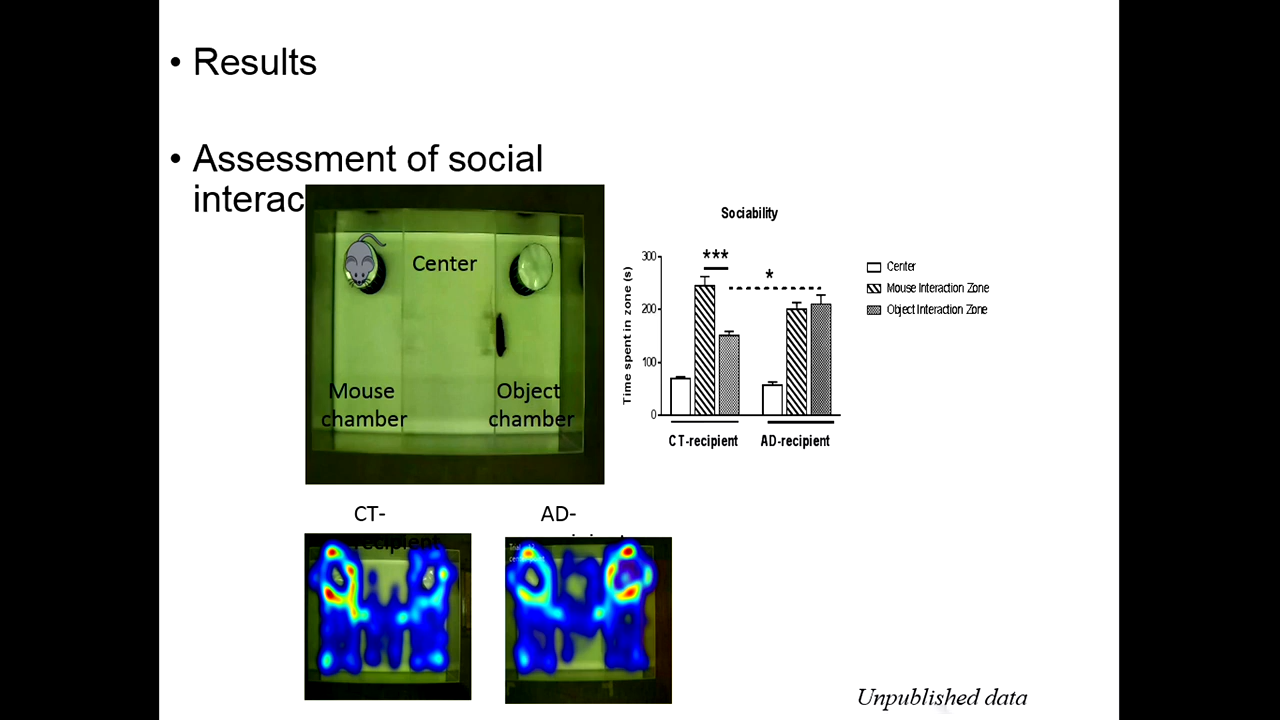 • Results
• Assessment of social
interac
Center
Mouse
chamber
Object
chamber
Sociability
Time spent in zone (s)
300
200
100
0
***
*
CT-recipient
AD-recipient
Center
Mouse Interaction Zone
Object Interaction Zone
CT-
recipient
AD-
Unpublished data